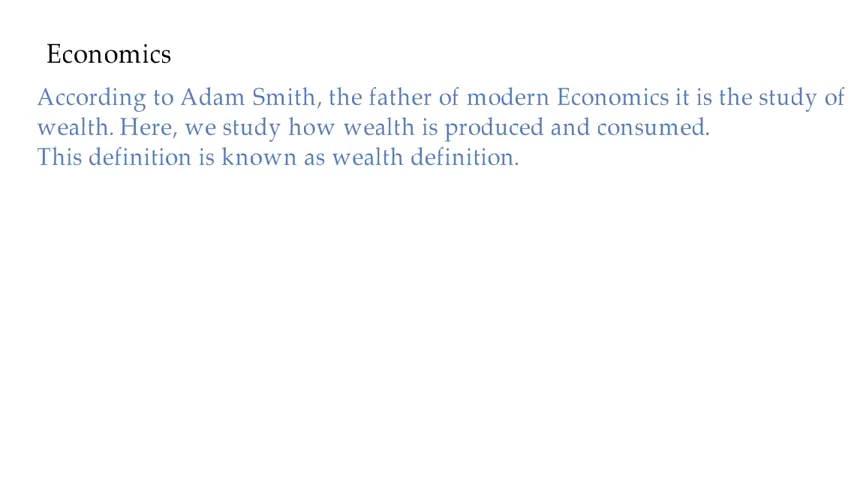 Economics
According to Adam Smith, the father of modern Economics it is the study of
wealth. Here, we study how wealth is produced and consumed.
This definition is known as wealth definition.